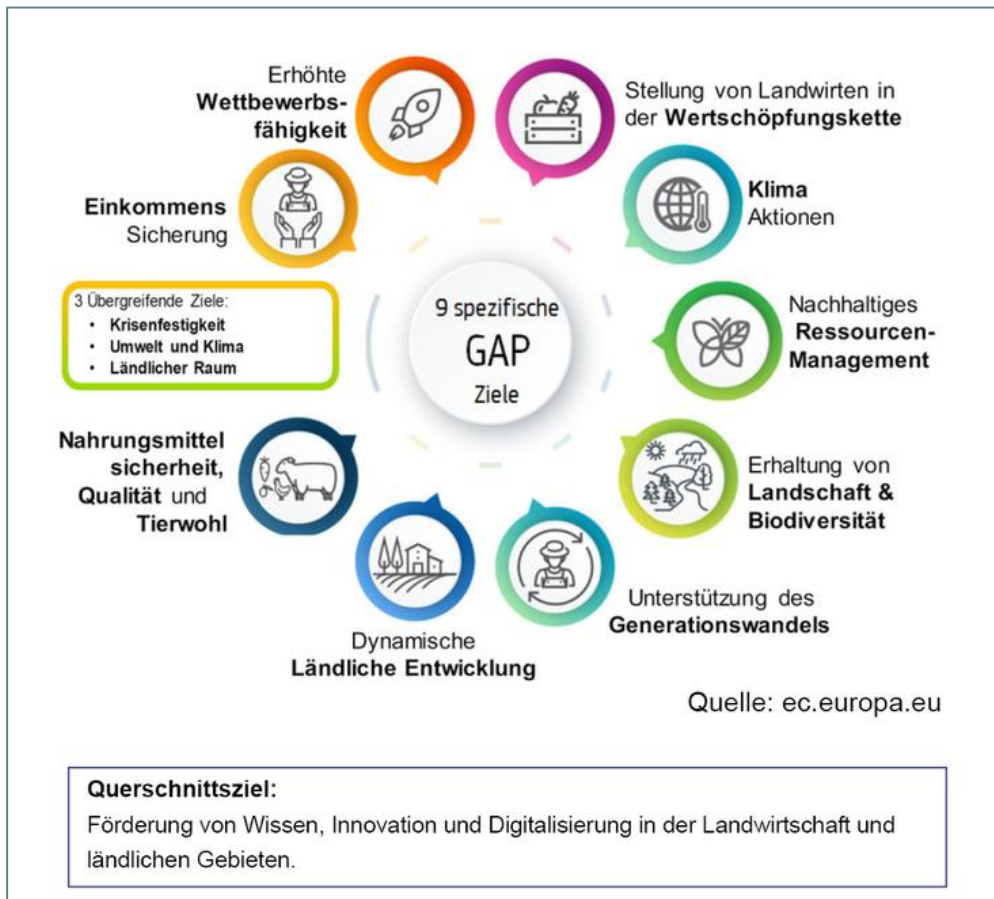 Erhöhte
Wettbewerbs-
fähigkeit
Stellung von Landwirten in
der Wertschöpfungskette
Einkommens
Sicherung
Klima
Aktionen
3 Übergreifende Ziele:
• Krisenfestigkeit
• Umwelt und Klima
• Ländlicher Raum
9 spezifische
GAP
Ziele
Nachhaltiges
Ressourcen-
Management
Nahrungsmittel
sicherheit,
Qualität und
Tierwohl
Erhaltung von
Landschaft &
Biodiversität
Unterstützung des
Generationswandels
Dynamische
Ländliche Entwicklung
Quelle: ec.europa.eu
Querschnittsziel:
Förderung von Wissen, Innovation und Digitalisierung in der Landwirtschaft und
ländlichen Gebieten.